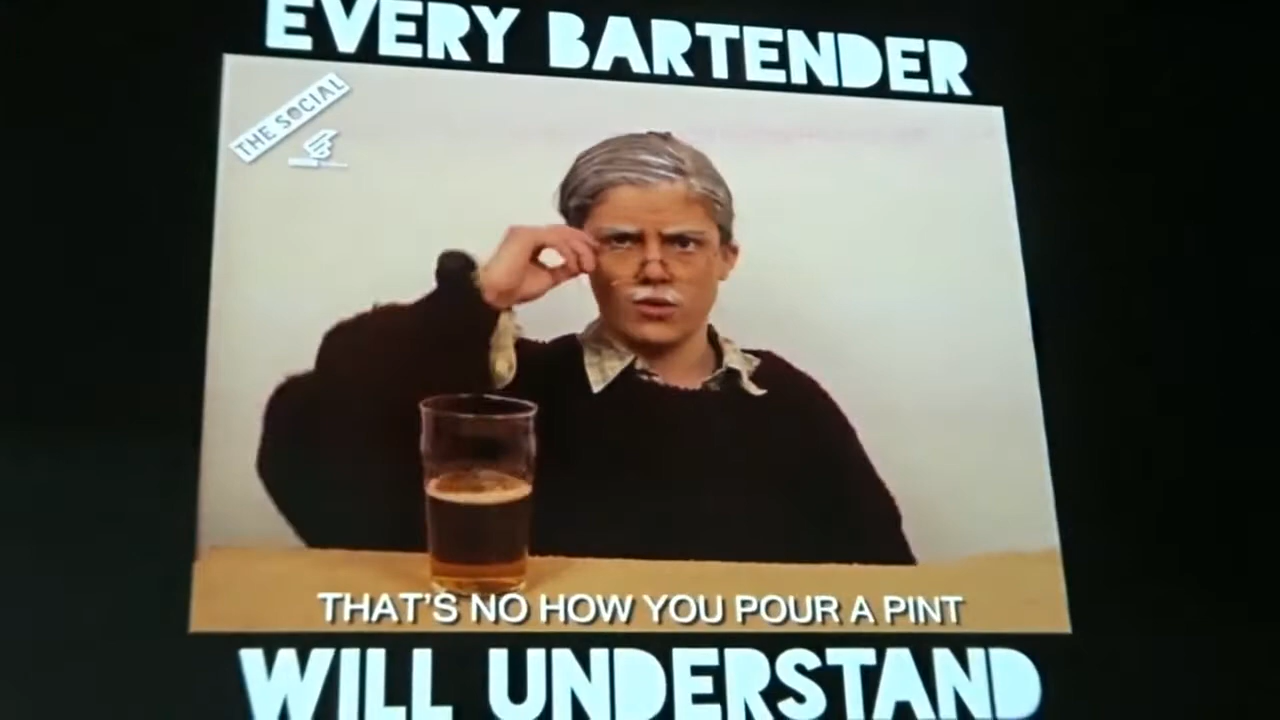 EVERY BARTENDER
THE SOCIAL
THAT'S NO HOW YOU POUR A PINT
WILL UNDERSTAND